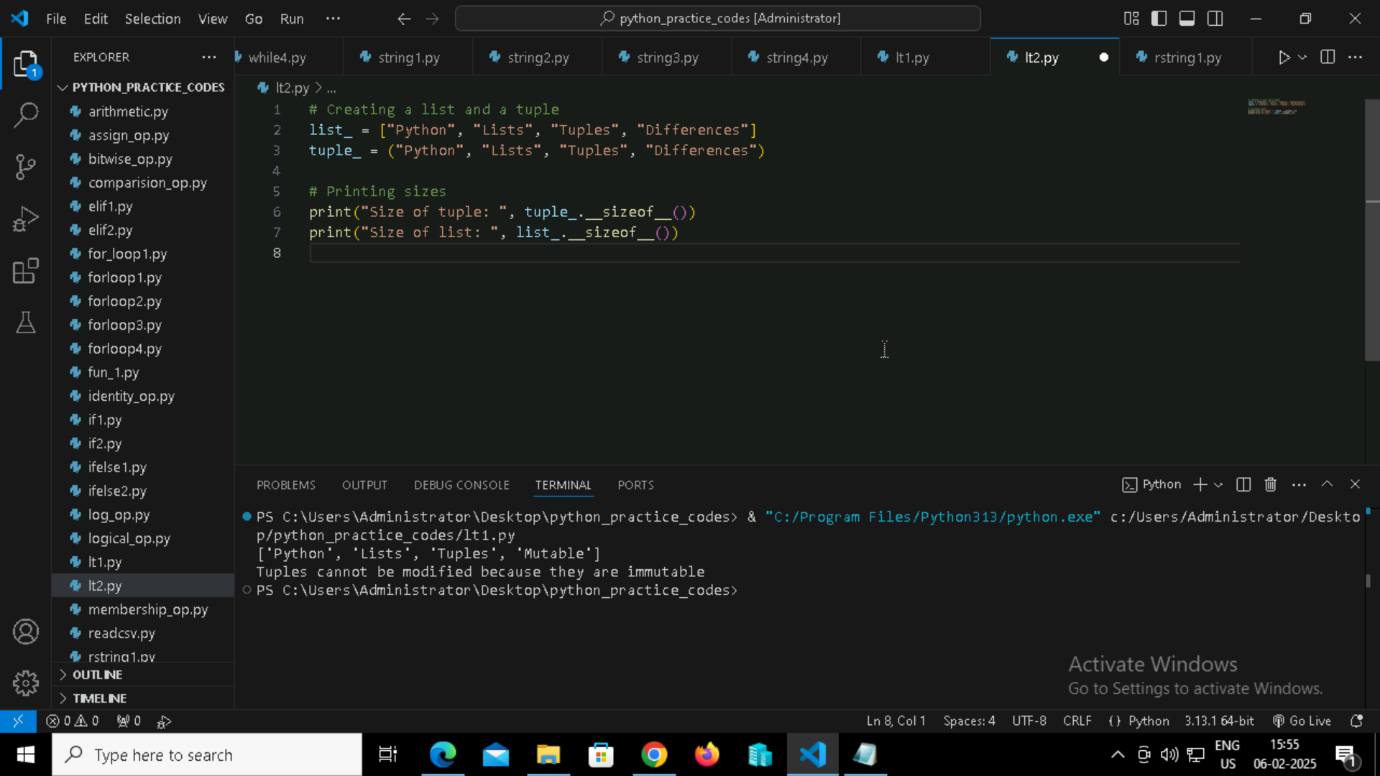 File Edit Selection View Go Run ···
python_practice_codes [Administrator]
EXPLORER ···
while4.py string1.py string2.py string3.py string4.py lt1.py lt2.py rstring1.py
1
PYTHON_PRACTICE_CODES
arithmetic.py
assign_op.py
bitwise_op.py
comparision_op.py
elif1.py
elif2.py
for_loop1.py
forloop1.py
forloop2.py
forloop3.py
forloop4.py
fun_1.py
identity_op.py
if1.py
if2.py
ifelse1.py
ifelse2.py
log_op.py
logical_op.py
lt1.py
lt2.py
membership_op.py
readcsv.py
rstring1.py
OUTLINE
TIMELINE
lt2.py > ...
1 # Creating a list and a tuple
2 list_ = ["Python", "Lists", "Tuples", "Differences"]
3 tuple_ = ("Python", "Lists", "Tuples", "Differences")
4
5 # Printing sizes
6 print("Size of tuple: ", tuple_.__sizeof__())
7 print("Size of list: ", list_.__sizeof__())
8
PROBLEMS OUTPUT DEBUG CONSOLE TERMINAL PORTS
Python
PS C:\Users\Administrator\Desktop\python_practice_codes> & "C:/Program Files/Python313/python.exe" c:/Users/Administrator/Deskto
p/python_practice_codes/lt1.py
['Python', 'Lists', 'Tuples', 'Mutable']
Tuples cannot be modified because they are immutable
PS C:\Users\Administrator\Desktop\python_practice_codes>
Activate Windows
Go to Settings to activate Windows.
0 0 0 Ln 8, Col 1 Spaces: 4 UTF-8 CRLF {} Python 3.13.1 64-bit Go Live
Type here to search
ENG
US
15:55
06-02-2025
1